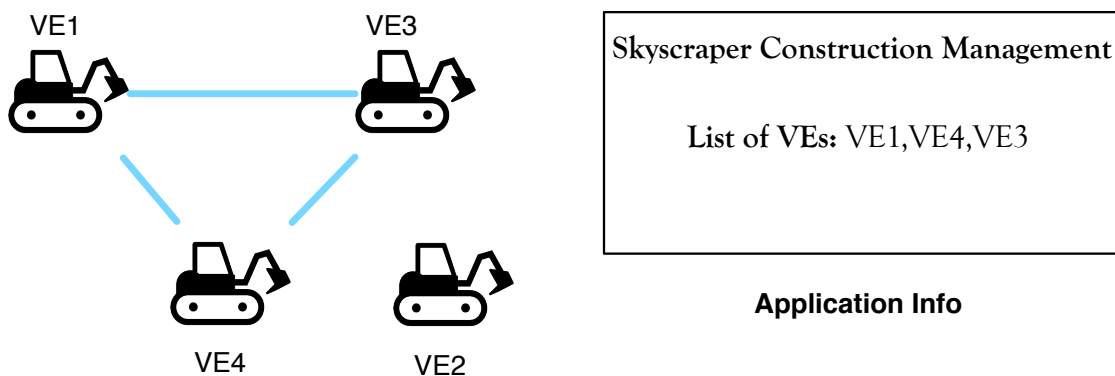 VE1
VE3
VE4
VE2
Skyscraper Construction Management
List of VEs: VE1,VE4,VE3
Application Info